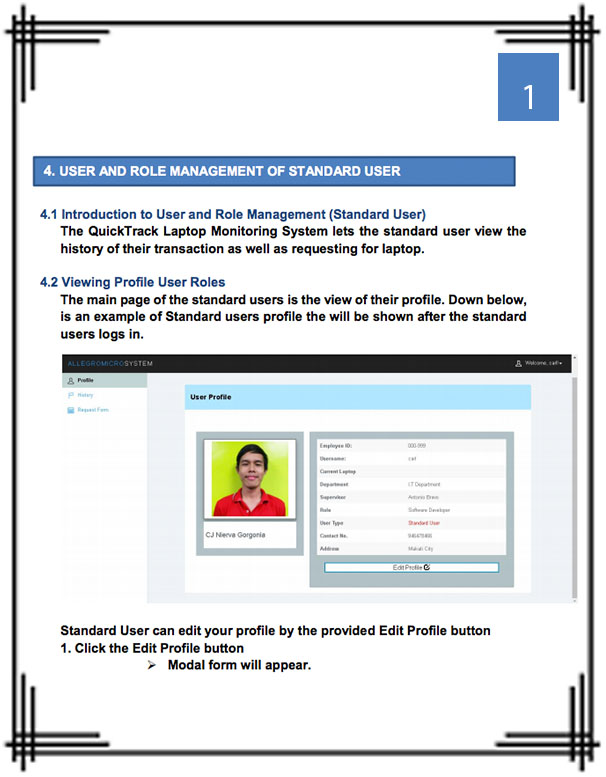 1
4. USER AND ROLE MANAGEMENT OF STANDARD USER
4.1 Introduction to User and Role Management (Standard User)
The QuickTrack Laptop Monitoring System lets the standard user view the
history of their transaction as well as requesting for laptop.
4.2 Viewing Profile User Roles
The main page of the standard users is the view of their profile. Down below,
is an example of Standard users profile the will be shown after the standard
users logs in.
ALLEGROMICROSYSTEM
Welcome, carl
Profile
History
Request Form
User Profile
Employee ID: 000-999
Username: carl
Current Laptop
Department I.T Department
Supervisor Antonio
Role Software Developer
User Type Standard User
Contact No.
Address Makati City
CJ Nierva Gorgonia
Edit Profile
Standard User can edit your profile by the provided Edit Profile button
1. Click the Edit Profile button
➢ Modal form will appear.